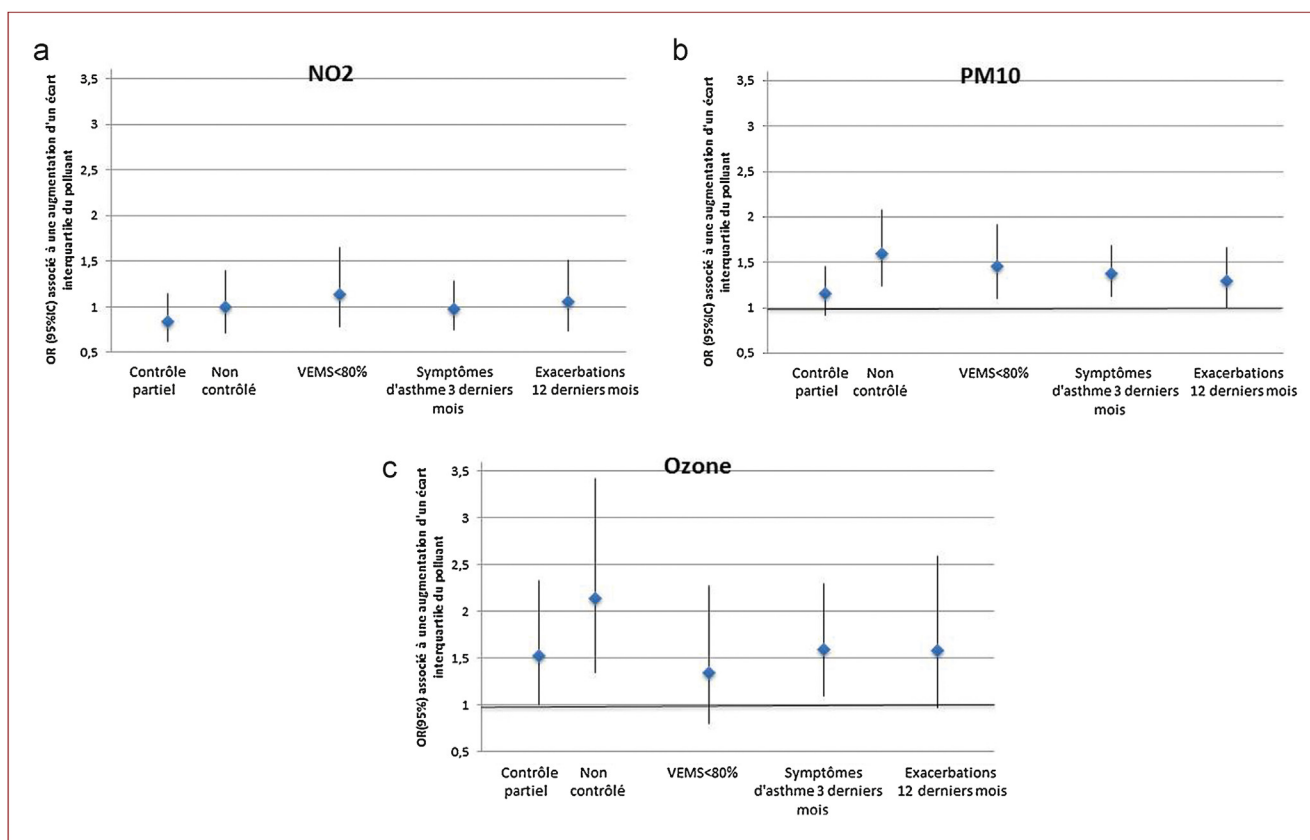 a
NO2
OR (95%IC) associé à une augmentation d'un écart
interquartile du polluant
3,5
3
2,5
2
1,5
1
0,5
Contrôle
partiel
Non
contrôlé
VEMS<80%
Symptômes
d'asthme 3 derniers
mois
Exacerbations
12 derniers mois
b
PM10
OR (95%IC) associé à une augmentation d'un écart
interquartile du polluant
3,5
3
2,5
2
1,5
1
0,5
Contrôle
partiel
Non
contrôlé
VEMS<80%
Symptômes
d'asthme 3 derniers
mois
Exacerbations
12 derniers mois
c
Ozone
OR(95%) associé à une augmentation d'un écart
interquartile du polluant
3,5
3
2,5
2
1,5
1
0,5
Contrôle
partiel
Non
contrôlé
VEMS<80%
Symptômes
d'asthme 3 derniers
mois
Exacerbations
12 derniers mois